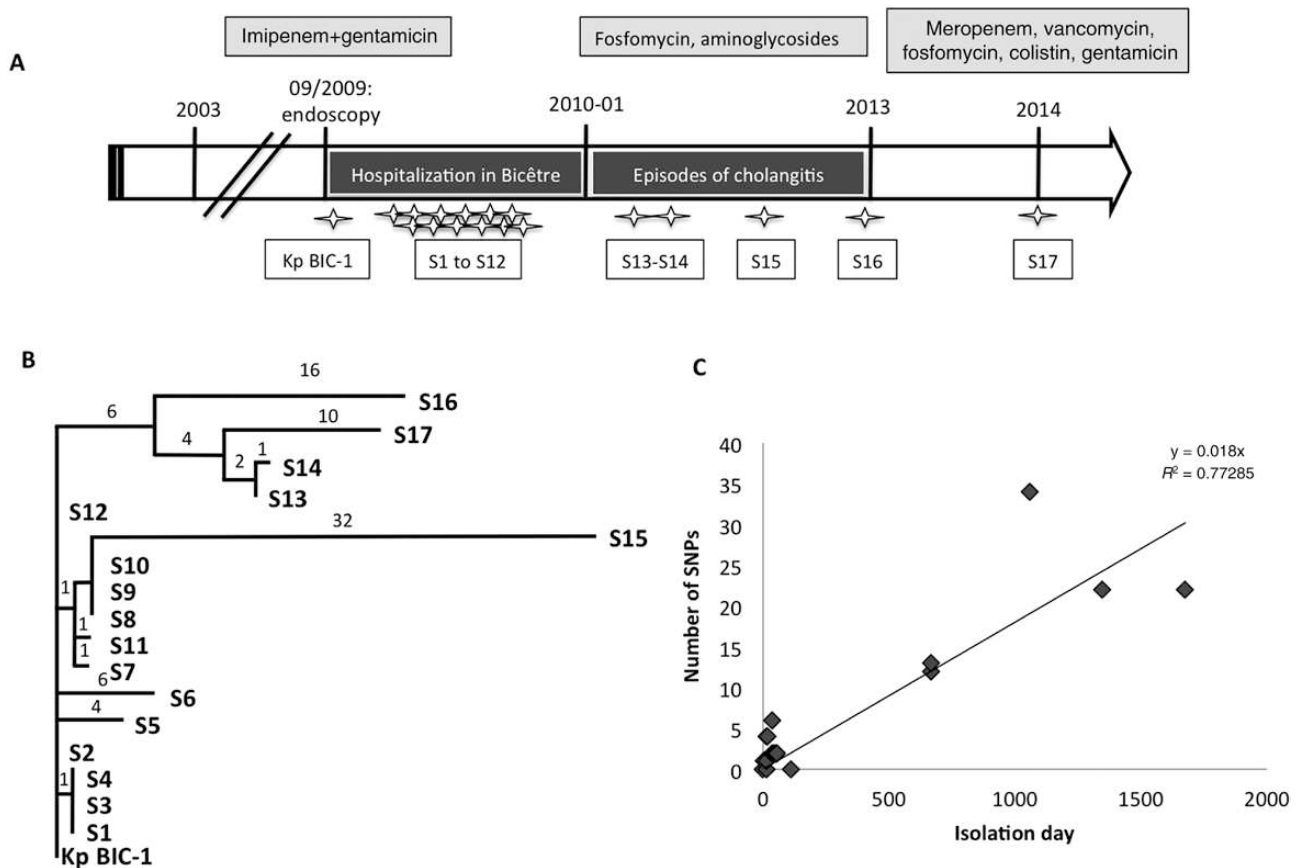 Imipenem+gentamicin
Fosfomycin, aminoglycosides
Meropenem, vancomycin,
fosfomycin, colistin, gentamicin
A
2003
09/2009:
endoscopy
2010-01
2013
2014
Hospitalization in Bicêtre
Episodes of cholangitis
Kp BIC-1
S1 to S12
S13-S14
S15
S16
S17
B
16
6
S16
10
4
S17
1
2
S14
S13
S12
32
S15
S10
1
S9
1
S8
1
S11
S7
6
S6
4
S5
S2
1
S4
S3
S1
Kp BIC-1
C
y = 0.018x
R² = 0.77285
Number of SNPs
40
35
30
25
20
15
10
5
0
0
500
1000
1500
2000
Isolation day